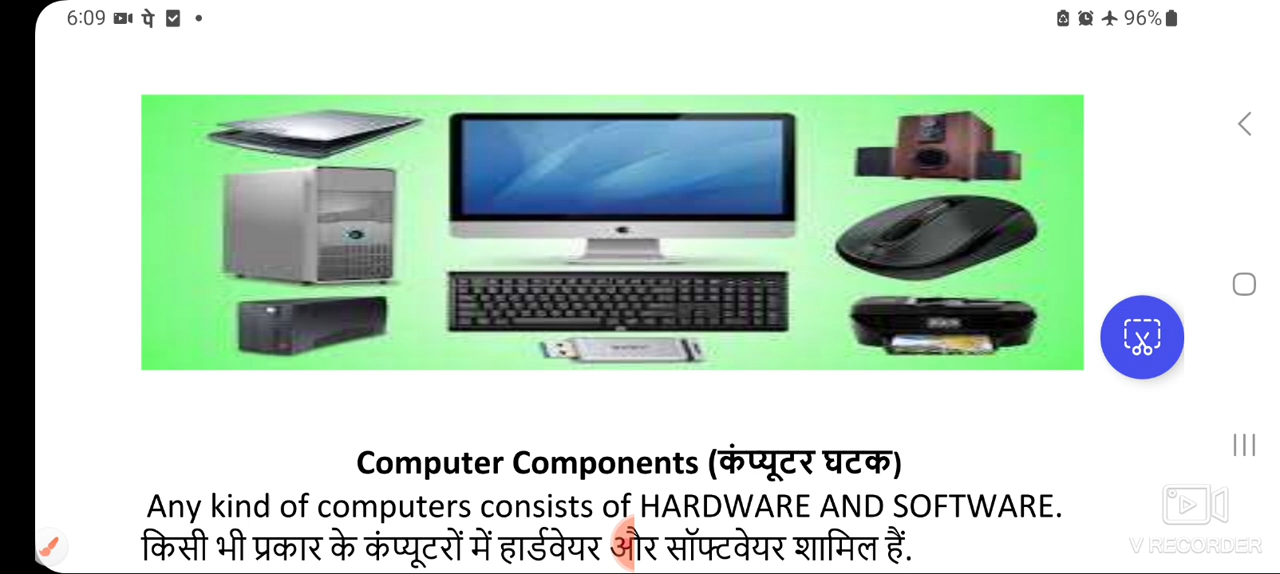 6:09 पे 96%
Computer Components (कंप्यूटर घटक)
Any kind of computers consists of HARDWARE AND SOFTWARE.
किसी भी प्रकार के कंप्यूटरों में हार्डवेयर और सॉफ्टवेयर शामिल हैं.
V RECORDER